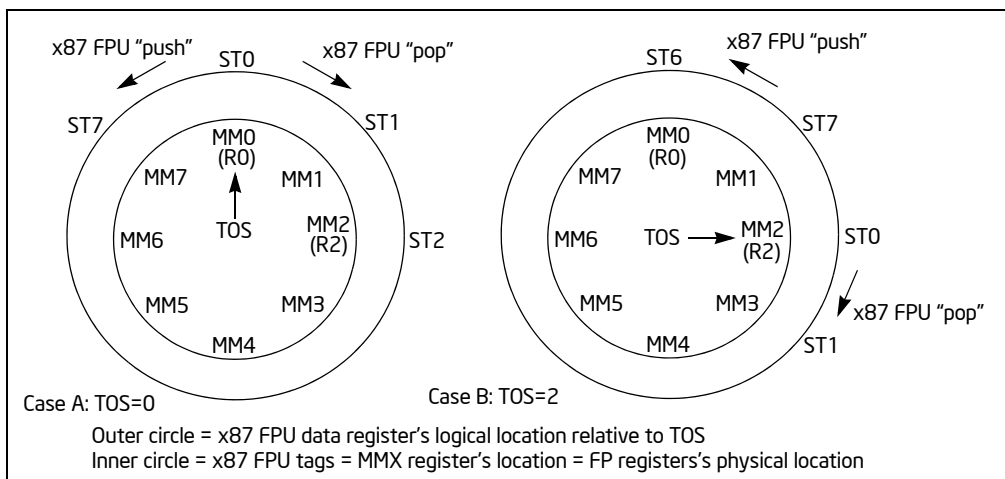 x87 FPU “push”
x87 FPU “pop”
ST0
ST7
ST1
ST2
MM0
(R0)
MM7
MM1
MM6
TOS
MM2
(R2)
MM5
MM3
MM4
Case A: TOS=0
x87 FPU “push”
ST6
ST7
ST0
x87 FPU “pop”
ST1
MM0
(R0)
MM7
MM1
MM6
TOS
MM2
(R2)
MM5
MM3
MM4
Case B: TOS=2
Outer circle = x87 FPU data register’s logical location relative to TOS
Inner circle = x87 FPU tags = MMX register’s location = FP registers’s physical location